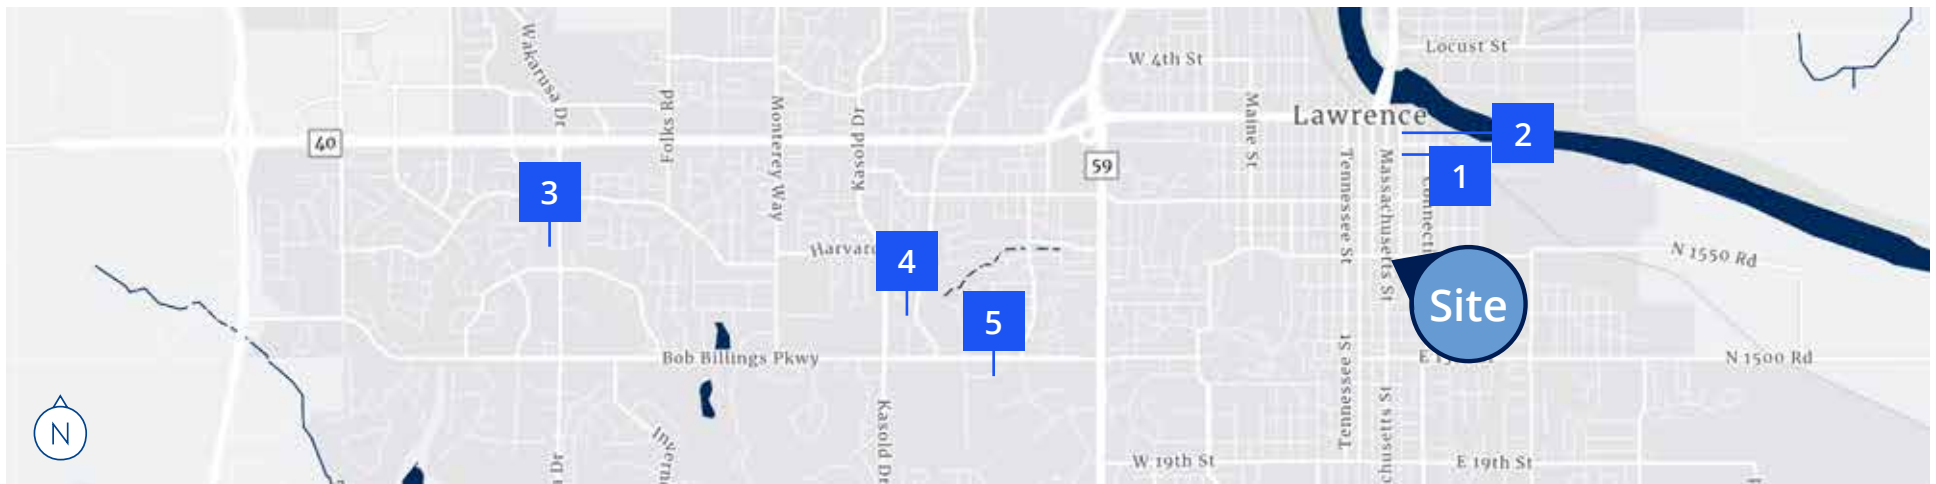 Wakarusa Dr
Folks Rd
Monterey Way
Kasold Dr
W 4th St
Maine St
Locust St
Lawrence
40
59
2
1
3
Tennessee St
Massachusetts St
4
5
Site
N 1550 Rd
Bob Billings Pkwy
Tennessee St
N 1500 Rd
N
Kasold Dr
Dr
W 19th St
E 19th St